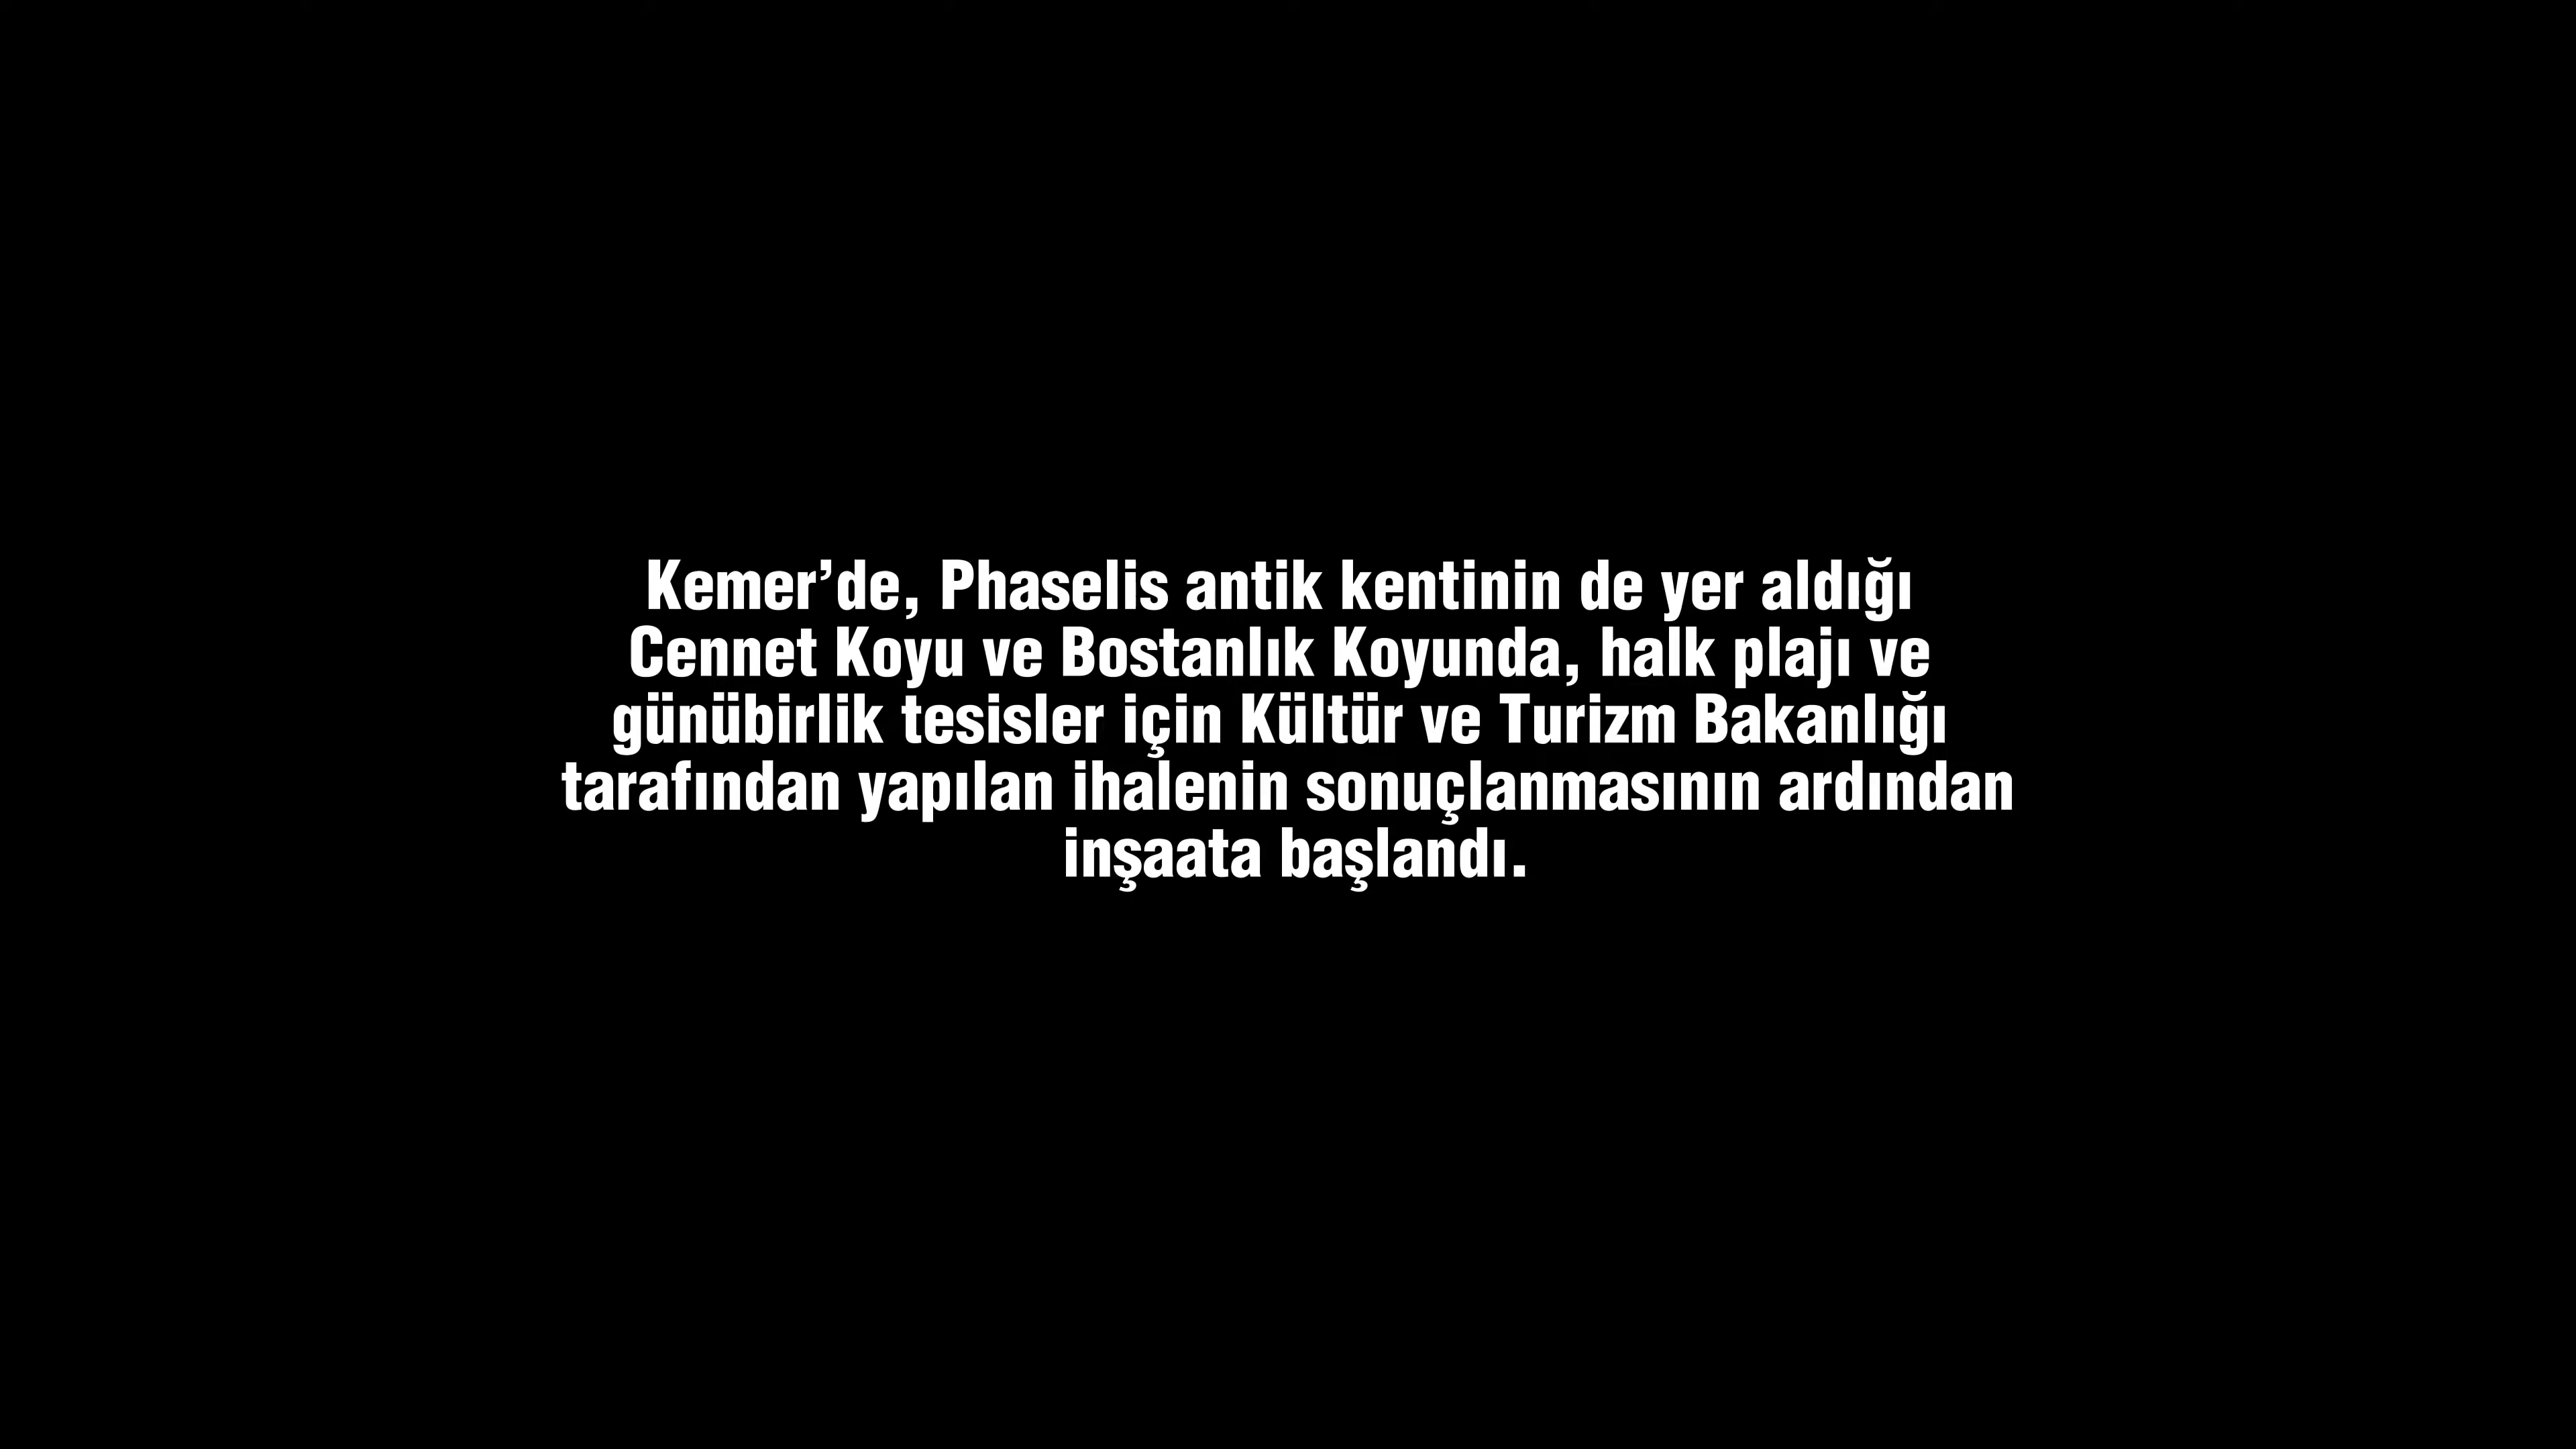 Kemer’de, Phaselis antik kentinin de yer aldığı
Cennet Koyu ve Bostanlık Koyunda, halk plajı ve
günübirlik tesisler için Kültür ve Turizm Bakanlığı
tarafından yapılan ihalenin sonuçlanmasının ardından
inşaata başlandı.